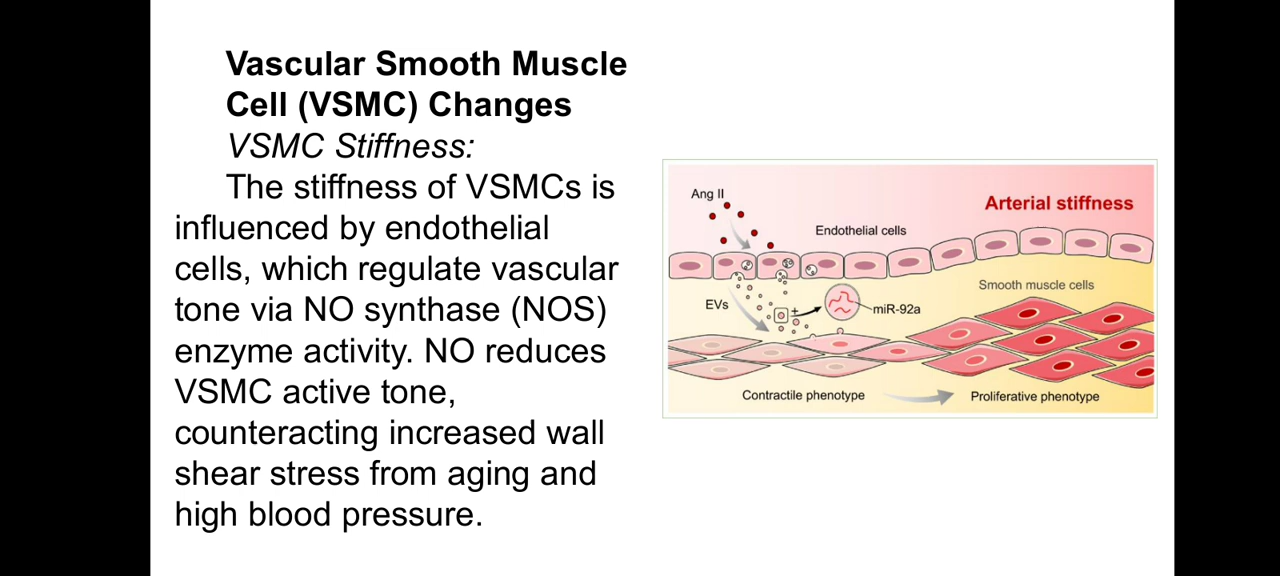 Vascular Smooth Muscle
Cell (VSMC) Changes
VSMC Stiffness:
The stiffness of VSMCs is
influenced by endothelial
cells, which regulate vascular
tone via NO synthase (NOS)
enzyme activity. NO reduces
VSMC active tone,
counteracting increased wall
shear stress from aging and
high blood pressure.
Ang II
Arterial stiffness
Endothelial cells
Smooth muscle cells
EVs
+
miR-92a
Contractile phenotype
Proliferative phenotype